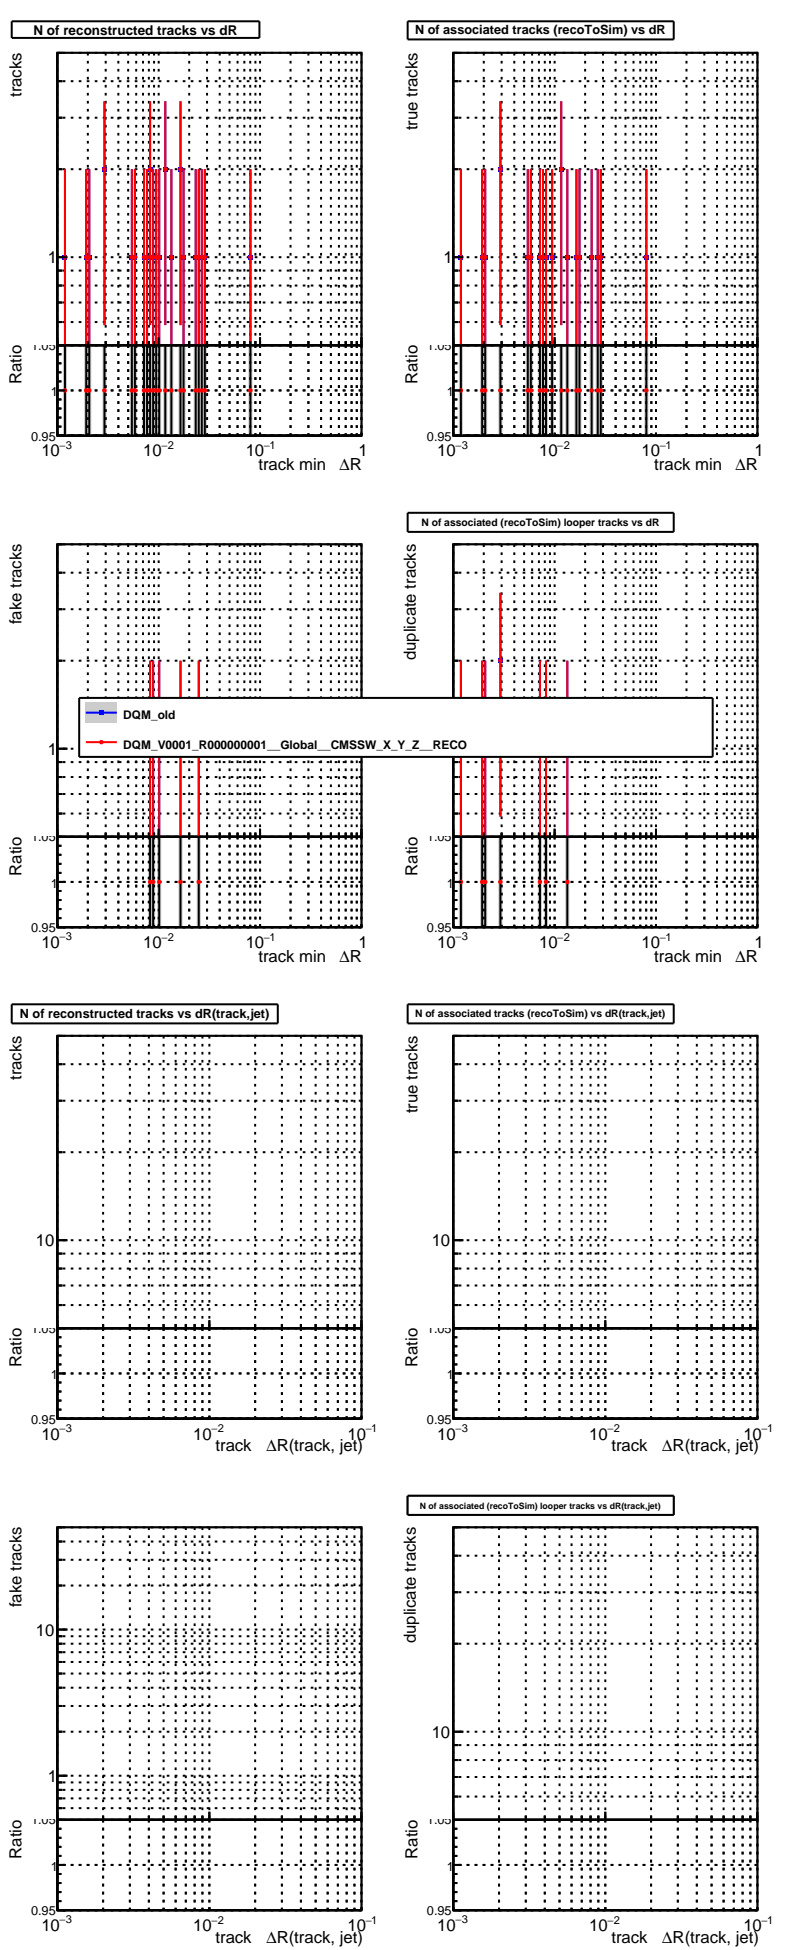 N of reconstructed tracks vs dR
tracks
1
1.05
Ratio
1
0.95
10⁻³ 10⁻² 10⁻¹ 1
track min ΔR
N of associated tracks (recoToSim) vs dR
true tracks
1
1.05
Ratio
1
0.95
10⁻³ 10⁻² 10⁻¹ 1
track min ΔR
fake tracks
1
1.05
Ratio
1
0.95
10⁻³ 10⁻² 10⁻¹ 1
track min ΔR
N of associated (recoToSim) looper tracks vs dR
duplicate tracks
1
1.05
Ratio
1
0.95
10⁻³ 10⁻² 10⁻¹ 1
track min ΔR
DQM_old
DQM_V0001_R000000001__Global__CMSSW_X_Y_Z__RECO
N of reconstructed tracks vs dR(track,jet)
tracks
10
1.05
Ratio
1
0.95
10⁻³ 10⁻² 10⁻¹
track ΔR(track, jet)
N of associated tracks (recoToSim) vs dR(track,jet)
true tracks
10
1.05
Ratio
1
0.95
10⁻³ 10⁻² 10⁻¹
track ΔR(track, jet)
fake tracks
10
1
1.05
Ratio
1
0.95
10⁻³ 10⁻² 10⁻¹
track ΔR(track, jet)
N of associated (recoToSim) looper tracks vs dR(track,jet)
duplicate tracks
10
1.05
Ratio
1
0.95
10⁻³ 10⁻² 10⁻¹
track ΔR(track, jet)